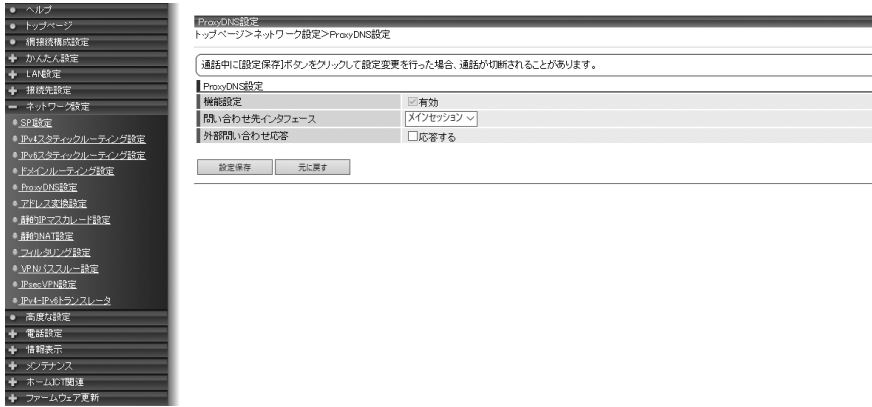 ヘルプ
トップページ
網接続構成設定
かんたん設定
LAN設定
接続先設定
ネットワーク設定
SP設定
IPv4スタティックルーティング設定
IPv6スタティックルーティング設定
ドメインルーティング設定
ProxyDNS設定
アドレス変換設定
静的IPマスカレード設定
静的NAT設定
フィルタリング設定
VPNパススルー設定
IPsecVPN設定
IPv4-IPv6トランスレータ
高度な設定
電話設定
情報表示
メンテナンス
ホームICT関連
ファームウェア更新
ProxyDNS設定
トップページ>ネットワーク設定>ProxyDNS設定
通話中に[設定保存]ボタンをクリックして設定変更を行った場合、通話が切断されることがあります。
ProxyDNS設定
機能設定 有効
問い合わせ先インタフェース メインセッション
外部問い合わせ応答 応答する
設定保存 元に戻す